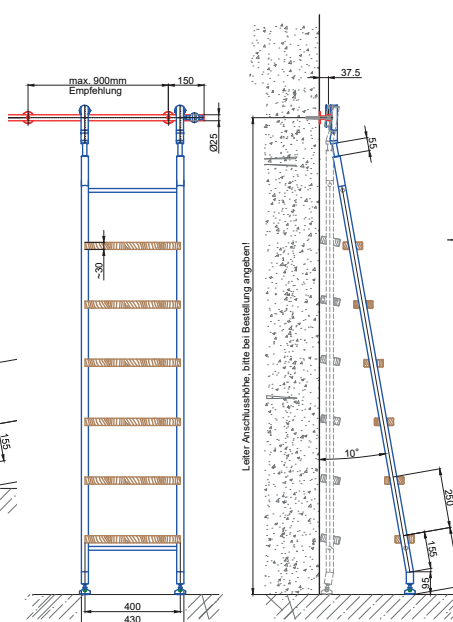 max. 900mm
Empfehlung
150
37.5
Ø25
55
~30
Leiter Anschlusshöhe, bitte bei Bestellung angeben!
155
10°
250
155
95
400
430